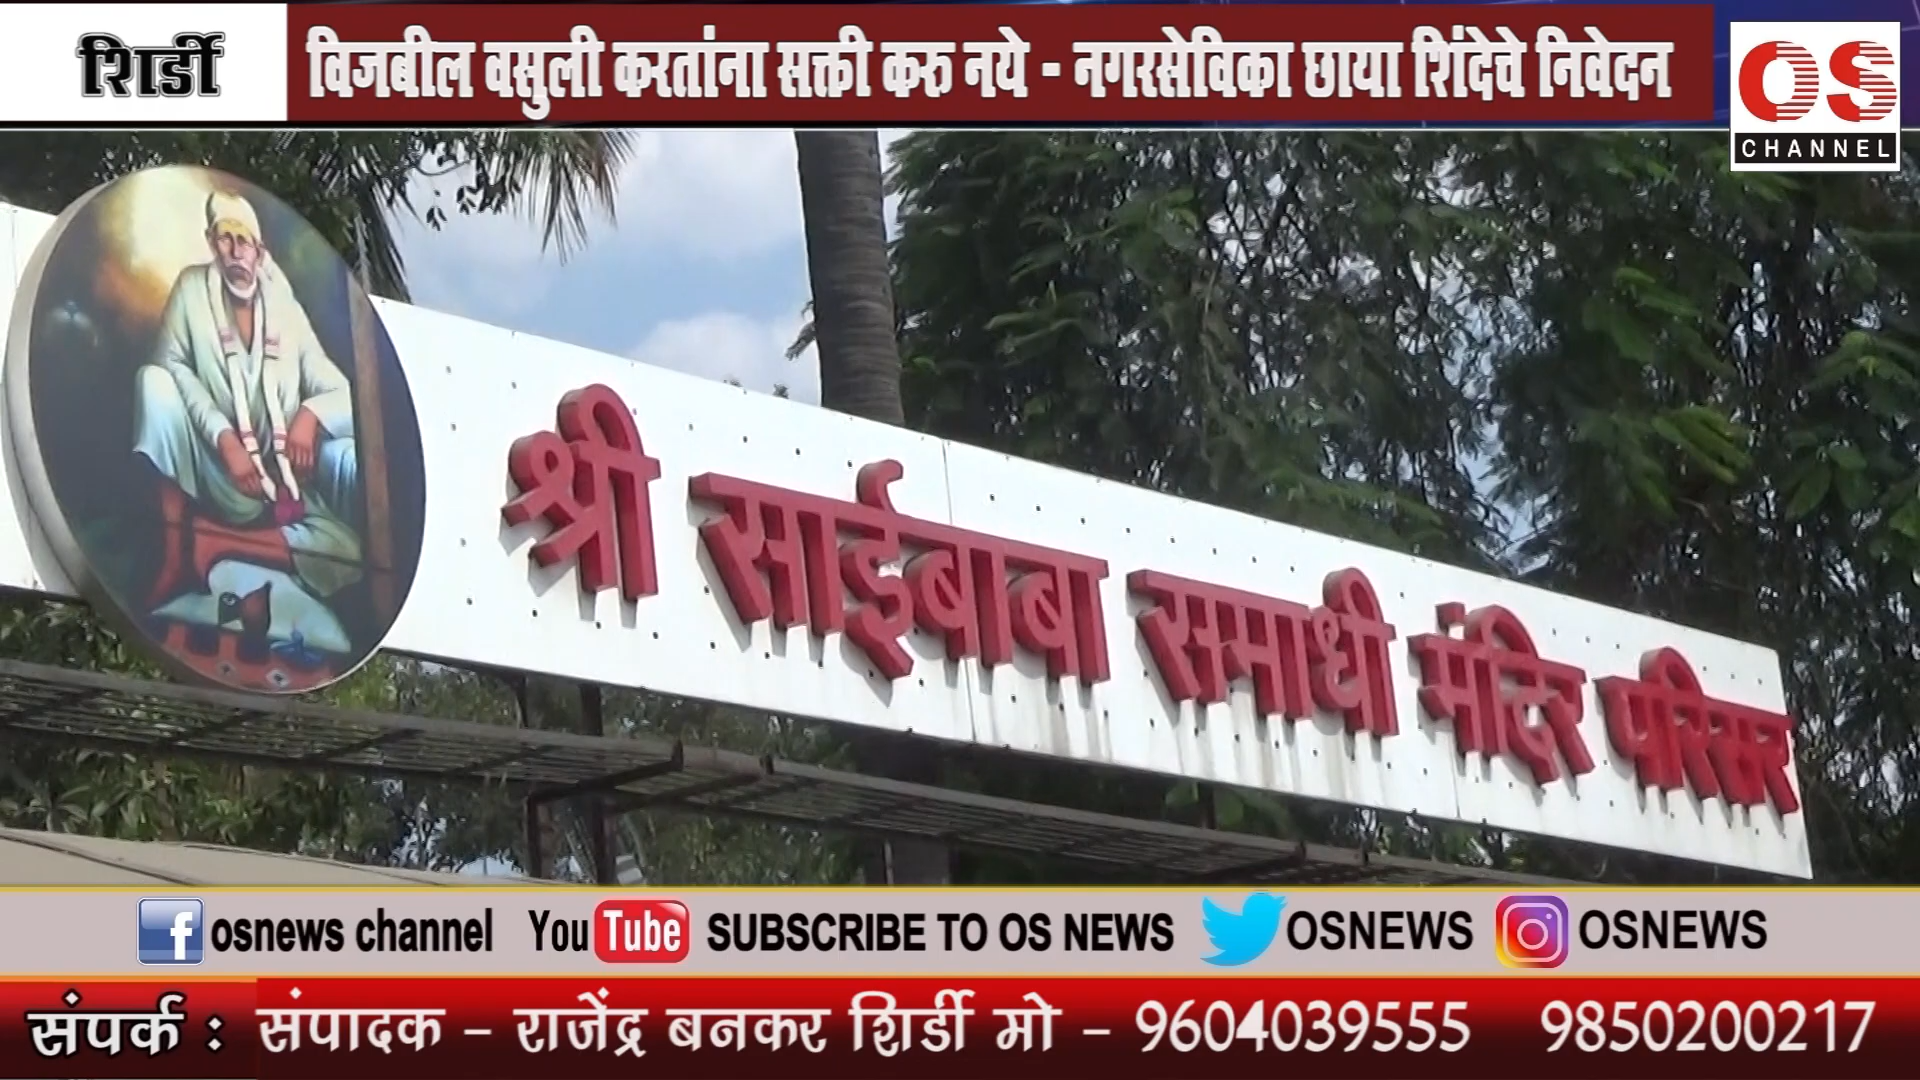 शिर्डी
विजबील वसुली करतांना सक्ती करु नये - नगरसेविका छाया शिंदेचे निवेदन
OS
CHANNEL
श्री साईबाबा समाधी मंदिर परिसर
f osnews channel
YouTube SUBSCRIBE TO OS NEWS
OSNEWS
OSNEWS
संपर्क : संपादक - राजेंद्र बनकर शिर्डी मो - 9604039555 9850200217